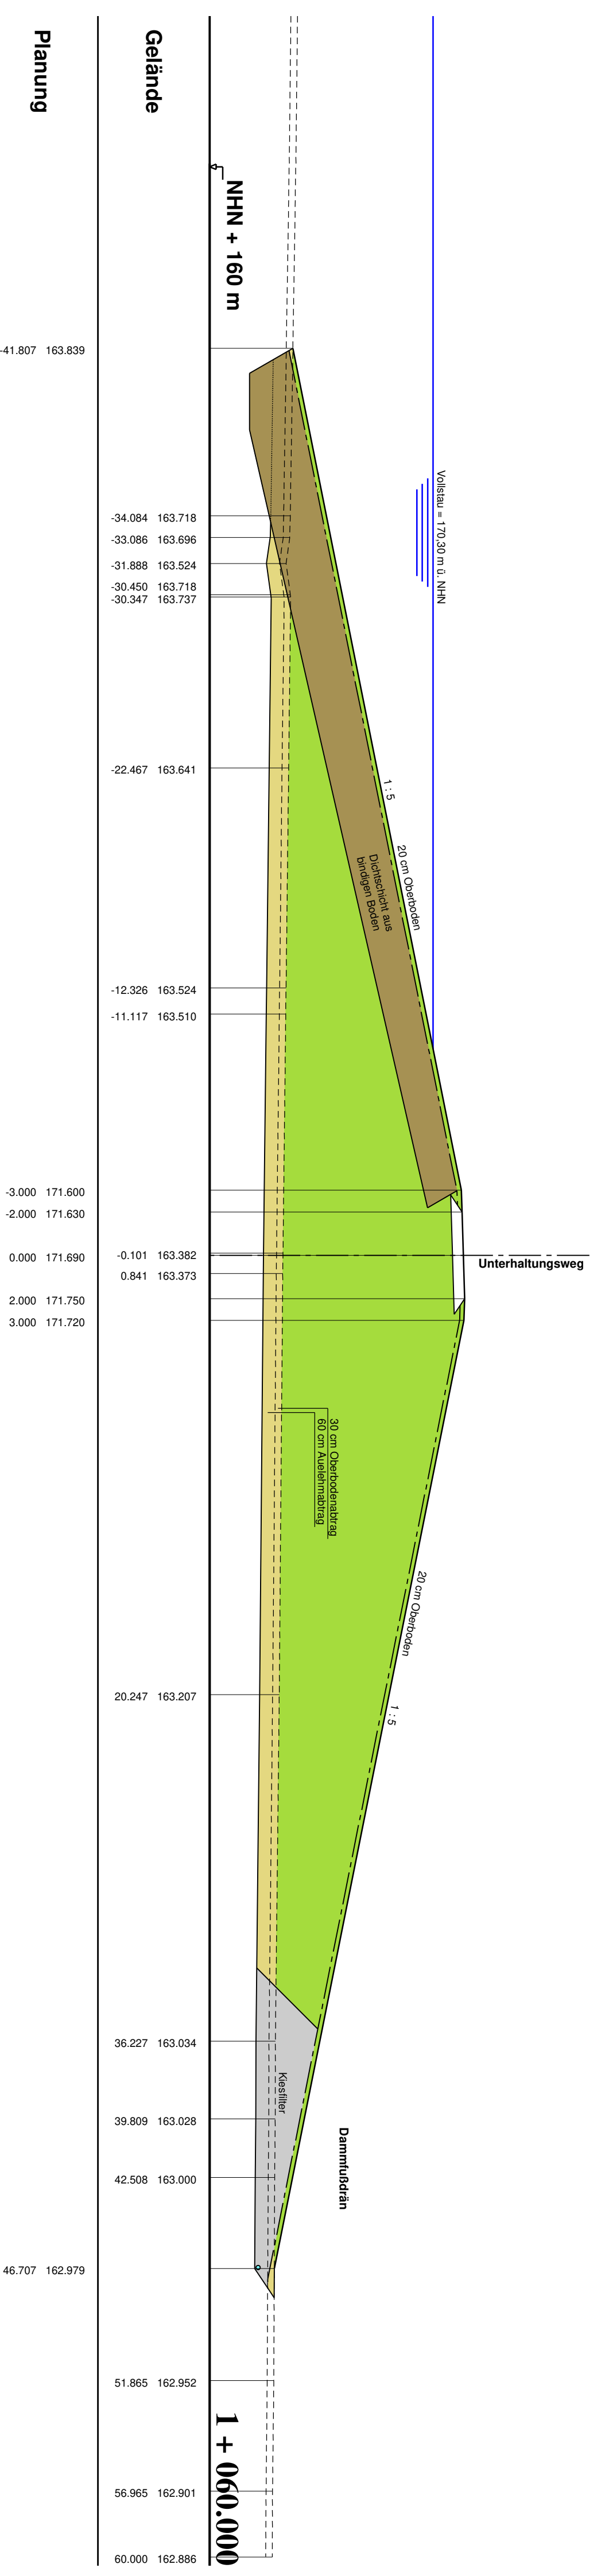 Vollstau = 170,30 m ü. NHN
Unterhaltungsweg
1 : 5
20 cm Oberboden
Dichtschicht aus
bindigen Boden
30 cm Oberbodenabtrag
60 cm Auelehmabtrag
20 cm Oberboden
1 : 5
Kiesfilter
Dammfußdrän
NHN + 160 m
1 + 060.000
Gelände
-34.084 163.718
-33.086 163.696
-31.888 163.524
-30.450 163.718
-30.347 163.737
-22.467 163.641
-12.326 163.524
-11.117 163.510
-0.101 163.382
0.841 163.373
20.247 163.207
36.227 163.034
39.809 163.028
42.508 163.000
51.865 162.952
56.965 162.901
60.000 162.886
Planung
-41.807 163.839
-3.000 171.600
-2.000 171.630
0.000 171.690
2.000 171.750
3.000 171.720
46.707 162.979